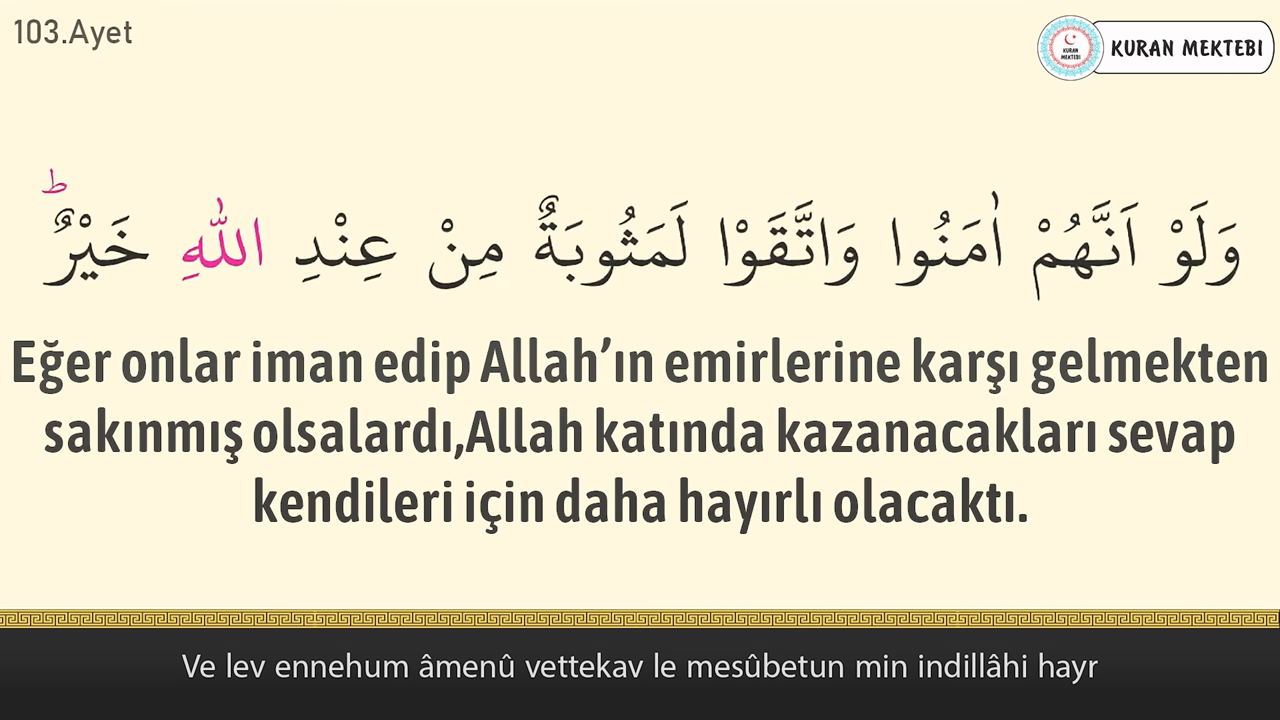 103.Ayet
KURAN MEKTEBİ
KURAN
MEKTEBİ
وَلَوْ اَنَّهُمْ اٰمَنُوا وَاتَّقَوْا لَمَثُوبَةٌ مِنْ عِنْدِ اللّٰهِ خَيْرٌۜ
Eğer onlar iman edip Allah’ın emirlerine karşı gelmekten
sakınmış olsalardı,Allah katında kazanacakları sevap
kendileri için daha hayırlı olacaktı.
Ve lev ennehum âmenû vettekav le mesûbetun min indillâhi hayr